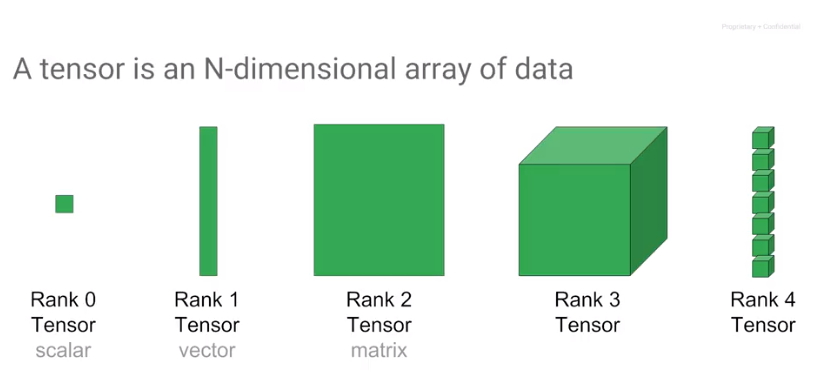 Proprietary + Confidential
A tensor is an N-dimensional array of data
Rank 0
Tensor
scalar
Rank 1
Tensor
vector
Rank 2
Tensor
matrix
Rank 3
Tensor
Rank 4
Tensor